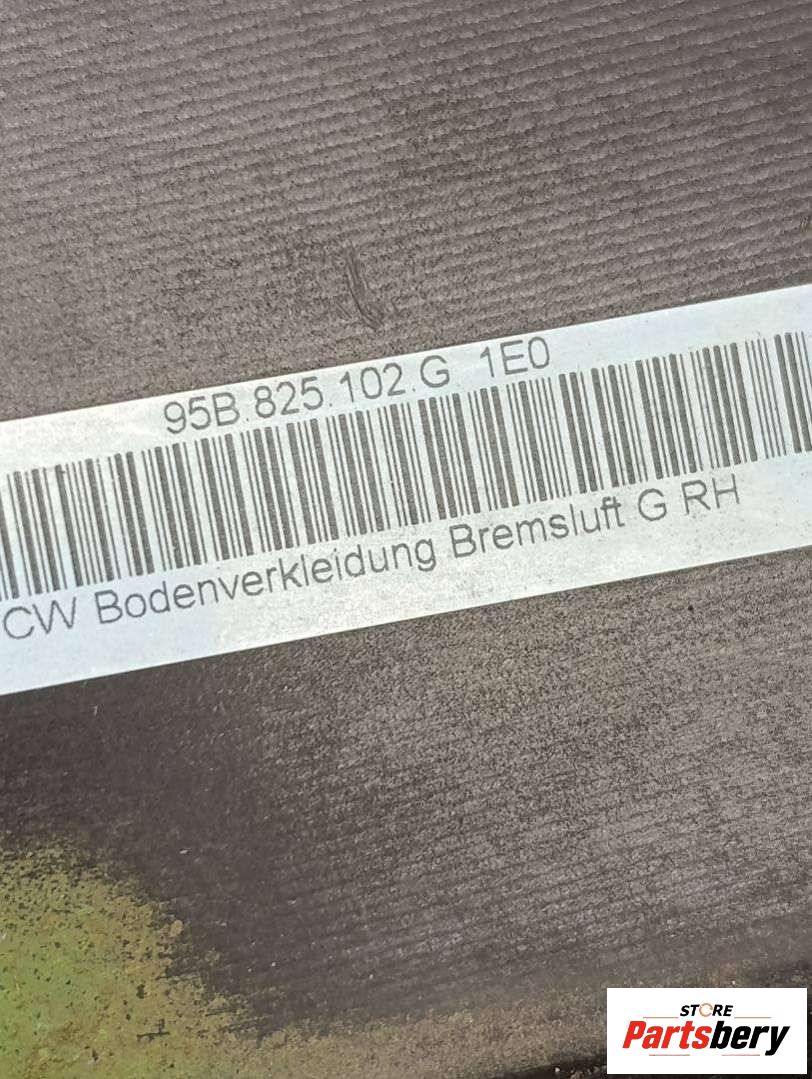 95B.825.102.G 1E0
CW Bodenverkleidung Bremsluft G RH
STORE
Partsbery